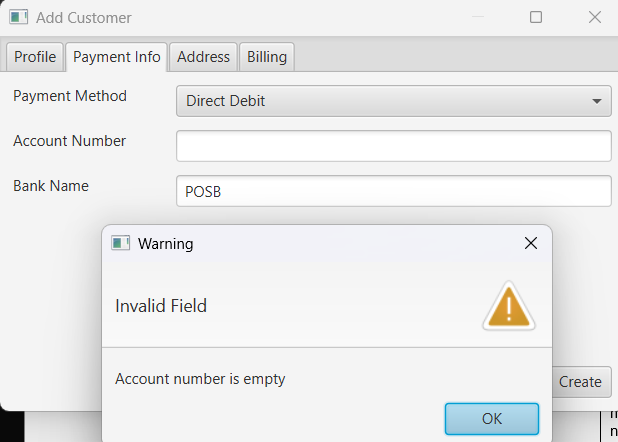 Add Customer
Profile Payment Info Address Billing
Payment Method Direct Debit
Account Number
Bank Name POSB
Warning
Invalid Field
Account number is empty
Create
OK